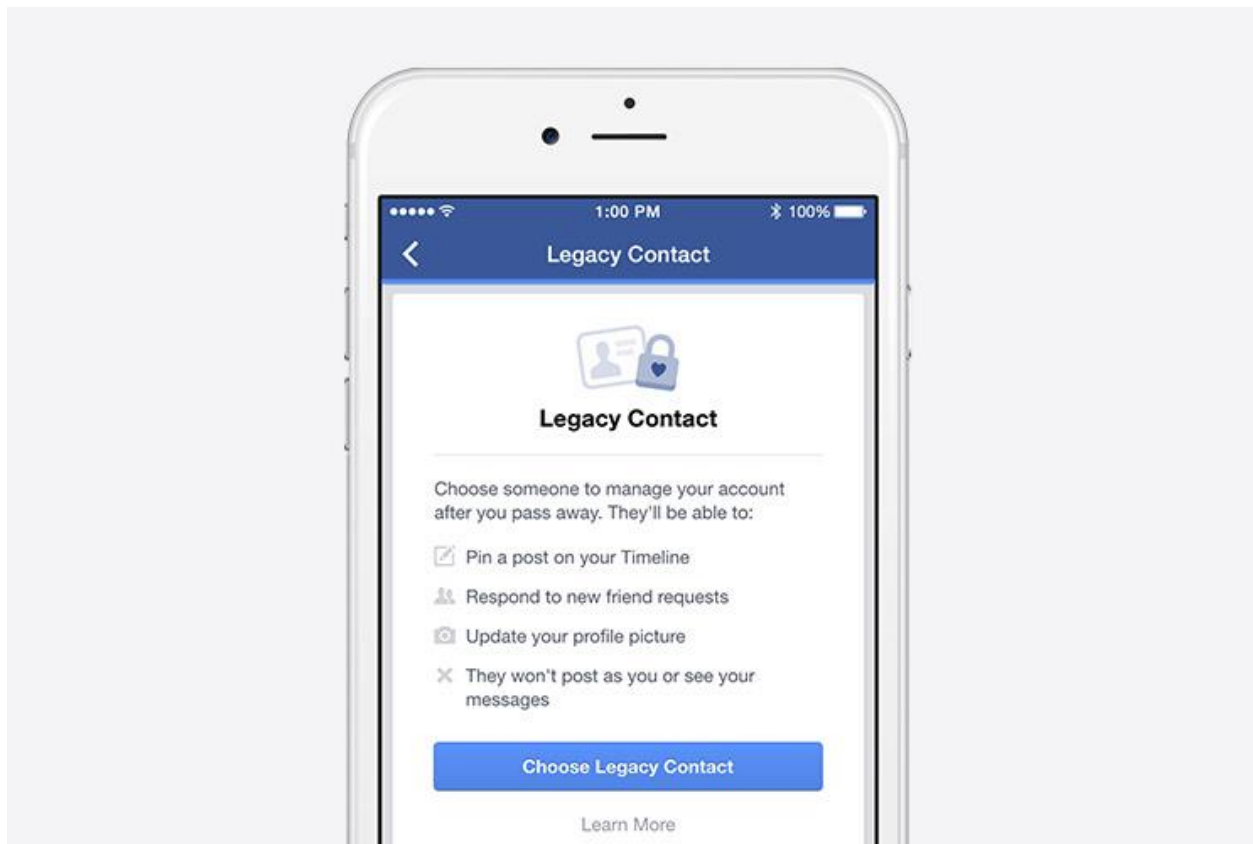 1:00 PM
100%
Legacy Contact
Legacy Contact
Choose someone to manage your account
after you pass away. They'll be able to:
Pin a post on your Timeline
Respond to new friend requests
Update your profile picture
They won't post as you or see your
messages
Choose Legacy Contact
Learn More